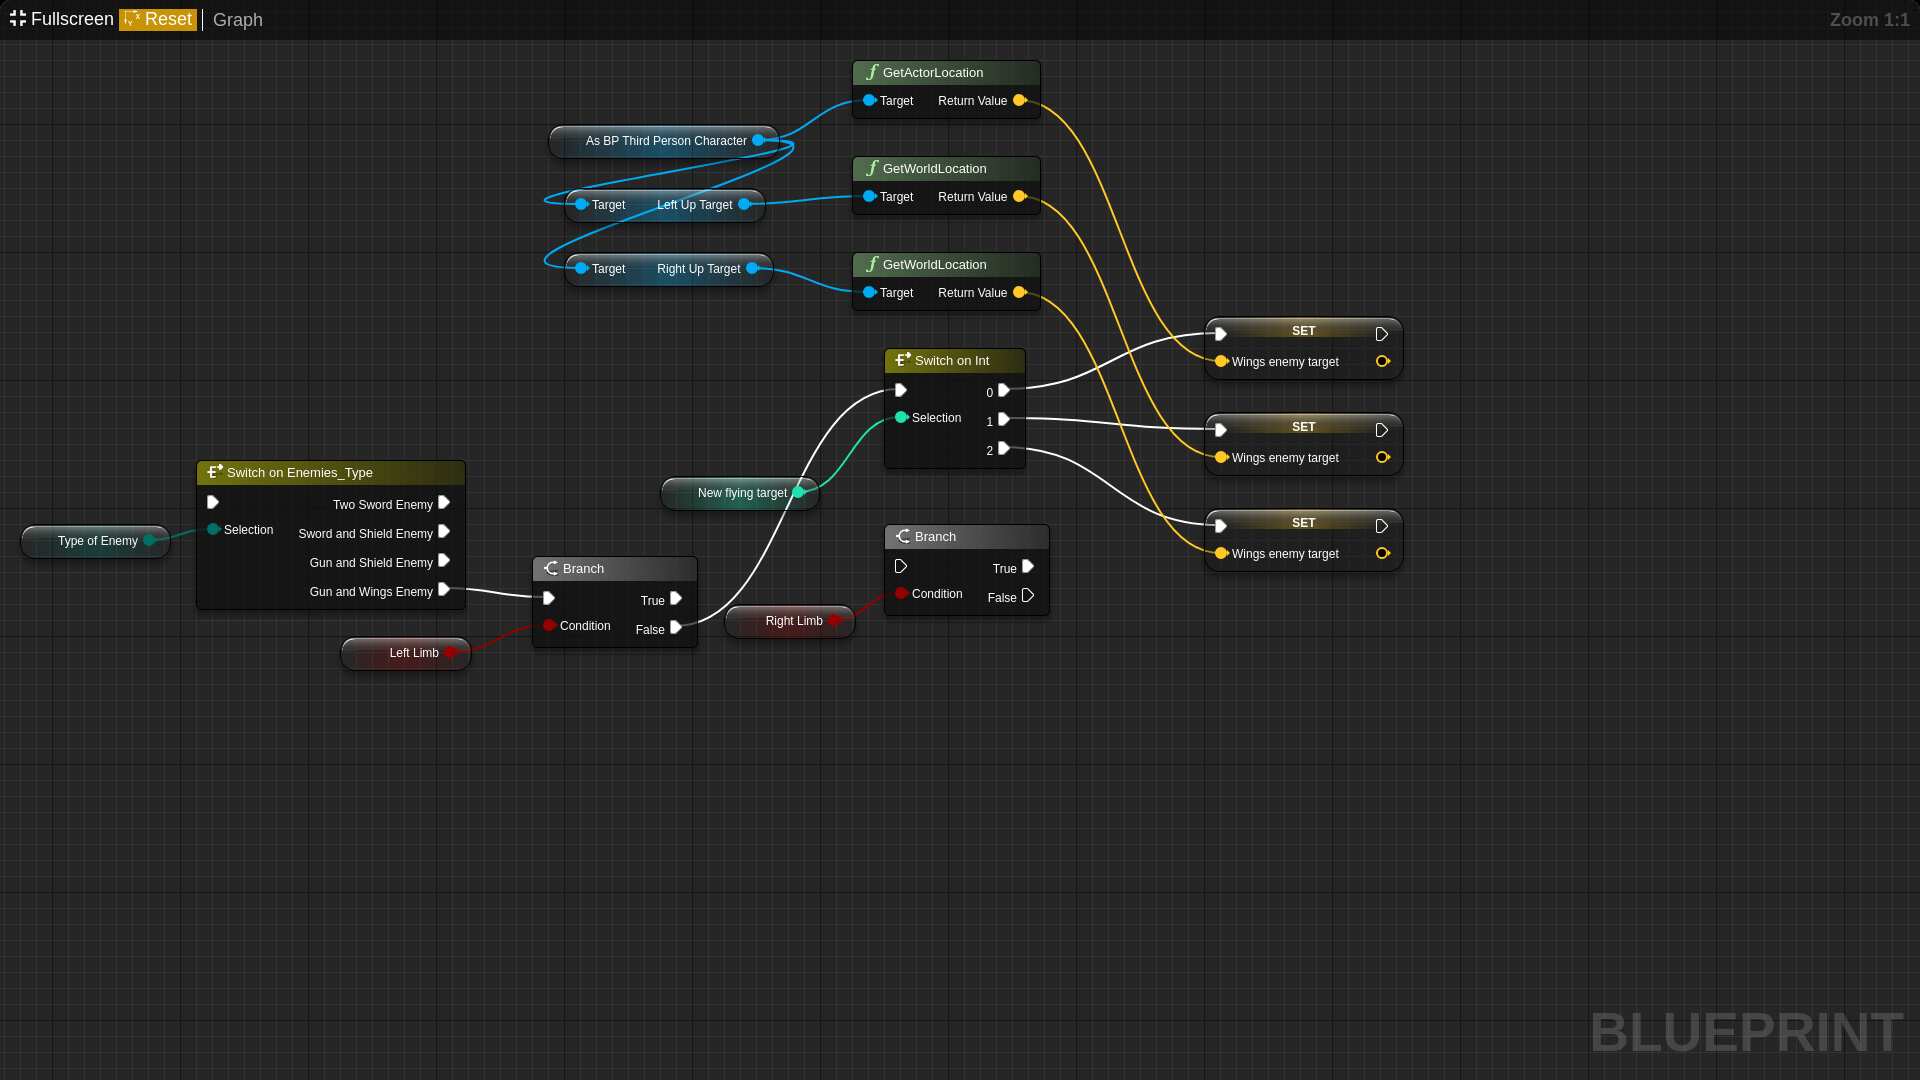 Fullscreen Reset Graph
Zoom 1:1
GetActorLocation
Target Return Value
As BP Third Person Character
GetWorldLocation
Target Return Value
Target Left Up Target
GetWorldLocation
Target Return Value
Target Right Up Target
SET
Wings enemy target
Switch on Int
0
Selection
1
2
SET
Wings enemy target
Switch on Enemies_Type
Two Sword Enemy
Selection
Sword and Shield Enemy
Gun and Shield Enemy
Gun and Wings Enemy
Type of Enemy
New flying target
SET
Wings enemy target
Branch
True
Condition
False
Branch
True
Condition
False
Right Limb
Left Limb
BLUEPRINT